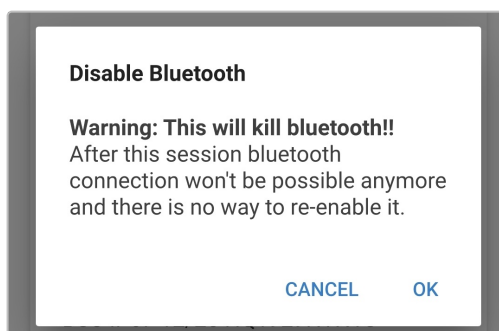 Disable Bluetooth
Warning: This will kill bluetooth!!
After this session bluetooth
connection won't be possible anymore
and there is no way to re-enable it.
CANCEL OK